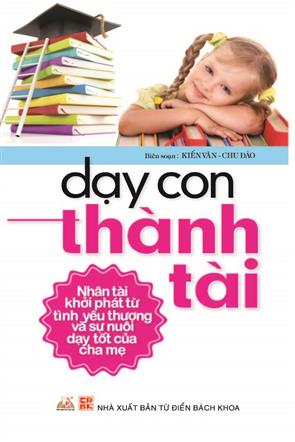 Biên soạn: KIẾN VĂN - CHU ĐÀO
dạy con
thành
tài
Nhân tài
khởi phát từ
tình yêu thương
và sự nuôi
dạy tốt của
cha mẹ
NHÀ XUẤT BẢN TỪ ĐIỂN BÁCH KHOA